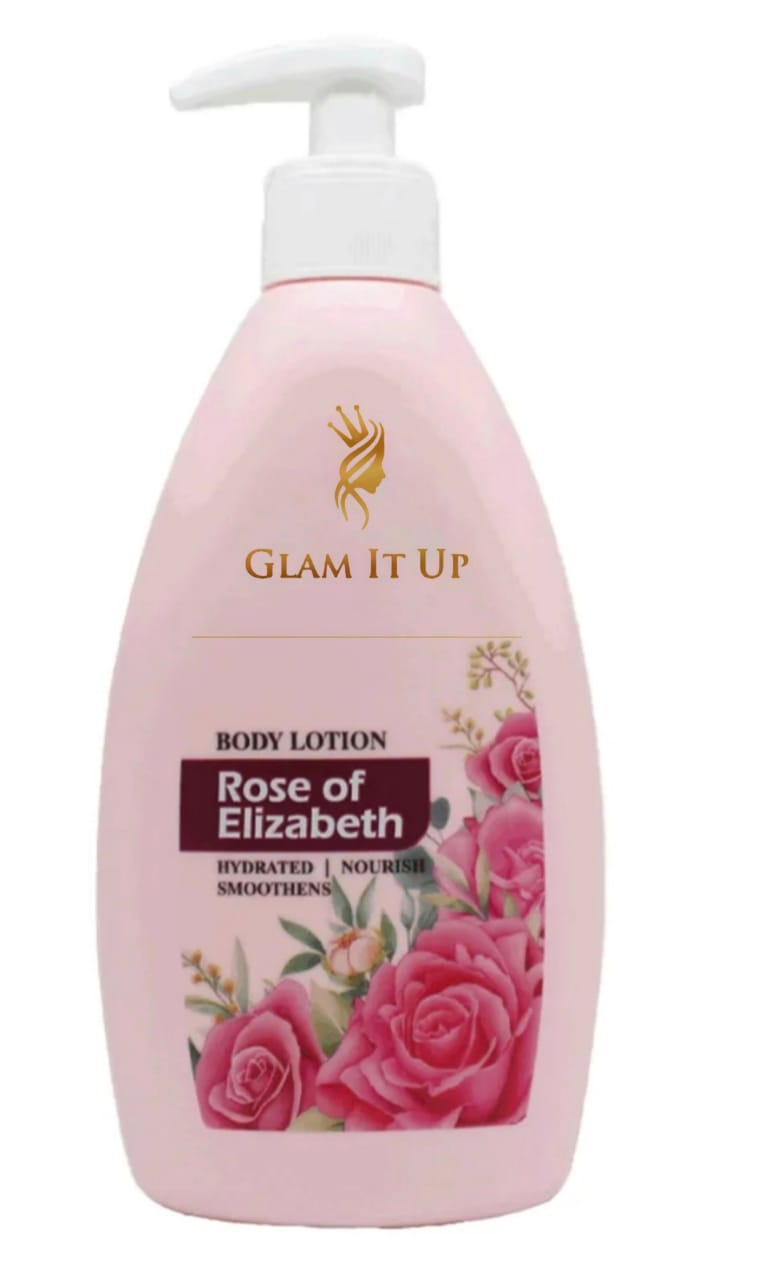 GLAM IT UP
BODY LOTION
Rose of
Elizabeth
HYDRATED | NOURISH
SMOOTHENS